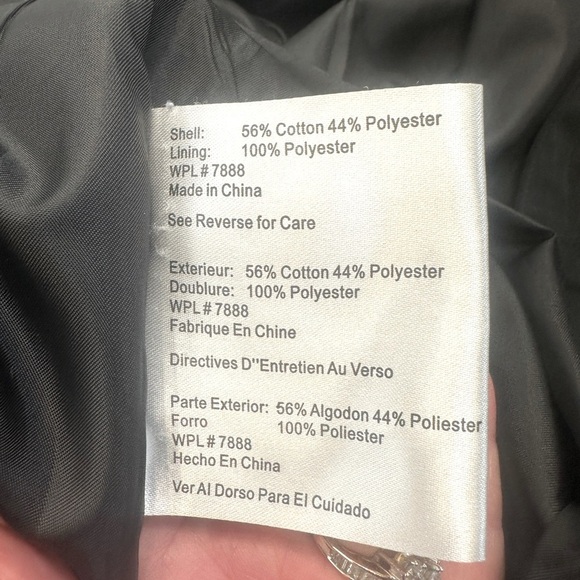 Shell: 56% Cotton 44% Polyester
Lining: 100% Polyester
WPL#7888
Made in China
See Reverse for Care
Exterieur: 56% Cotton 44% Polyester
Doublure: 100% Polyester
WPL#7888
Fabrique En Chine
Directives D"Entretien Au Verso
Parte Exterior: 56% Algodon 44% Poliester
Forro 100% Poliester
WPL#7888
Hecho En China
Ver Al Dorso Para El Cuidado